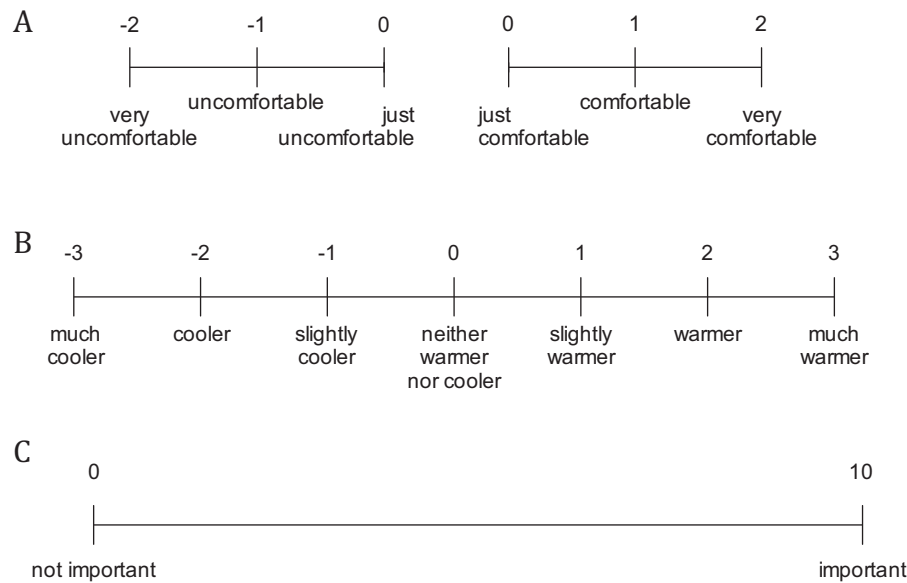 A
-2 -1 0 0 1 2
uncomfortable comfortable
very just just very
uncomfortable uncomfortable comfortable comfortable
B
-3 -2 -1 0 1 2 3
much cooler slightly neither slightly warmer much
cooler cooler warmer warmer warmer
nor cooler
C
0 10
not important important